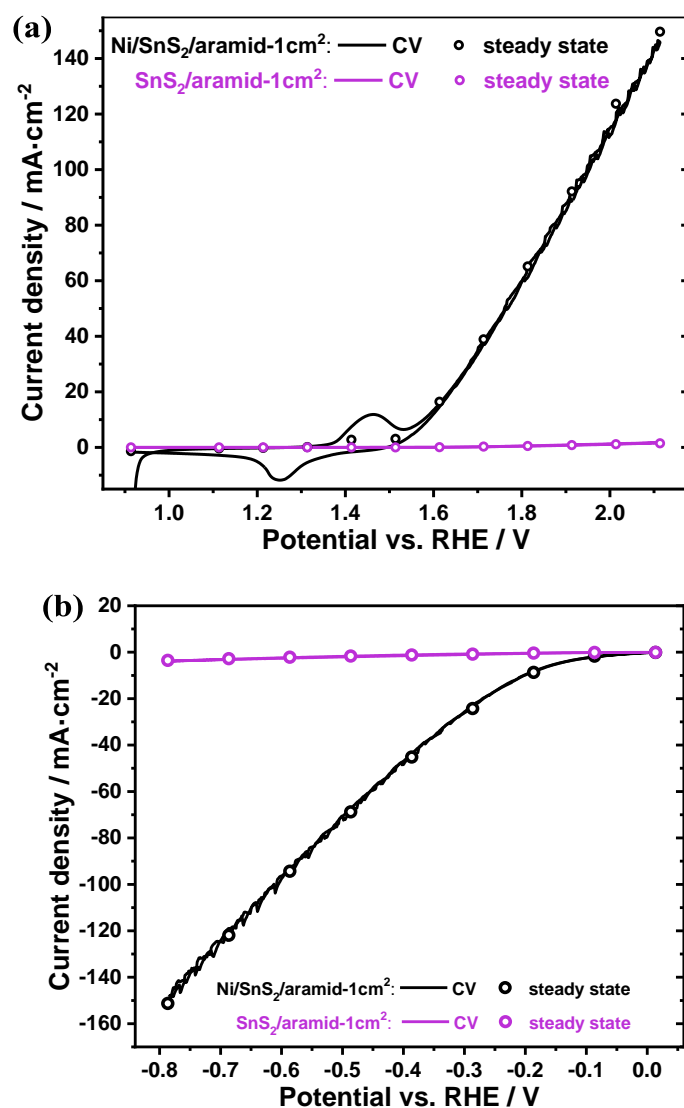 (a)
Ni/SnS₂/aramid-1cm²: CV steady state
SnS₂/aramid-1cm²: CV steady state
Current density / mA·cm⁻²
140
120
100
80
60
40
20
0
1.0 1.2 1.4 1.6 1.8 2.0
Potential vs. RHE / V
(b)
Current density / mA·cm⁻²
20
0
-20
-40
-60
-80
-100
-120
-140
-160
Ni/SnS₂/aramid-1cm²: CV steady state
SnS₂/aramid-1cm²: CV steady state
-0.8 -0.7 -0.6 -0.5 -0.4 -0.3 -0.2 -0.1 0.0
Potential vs. RHE / V